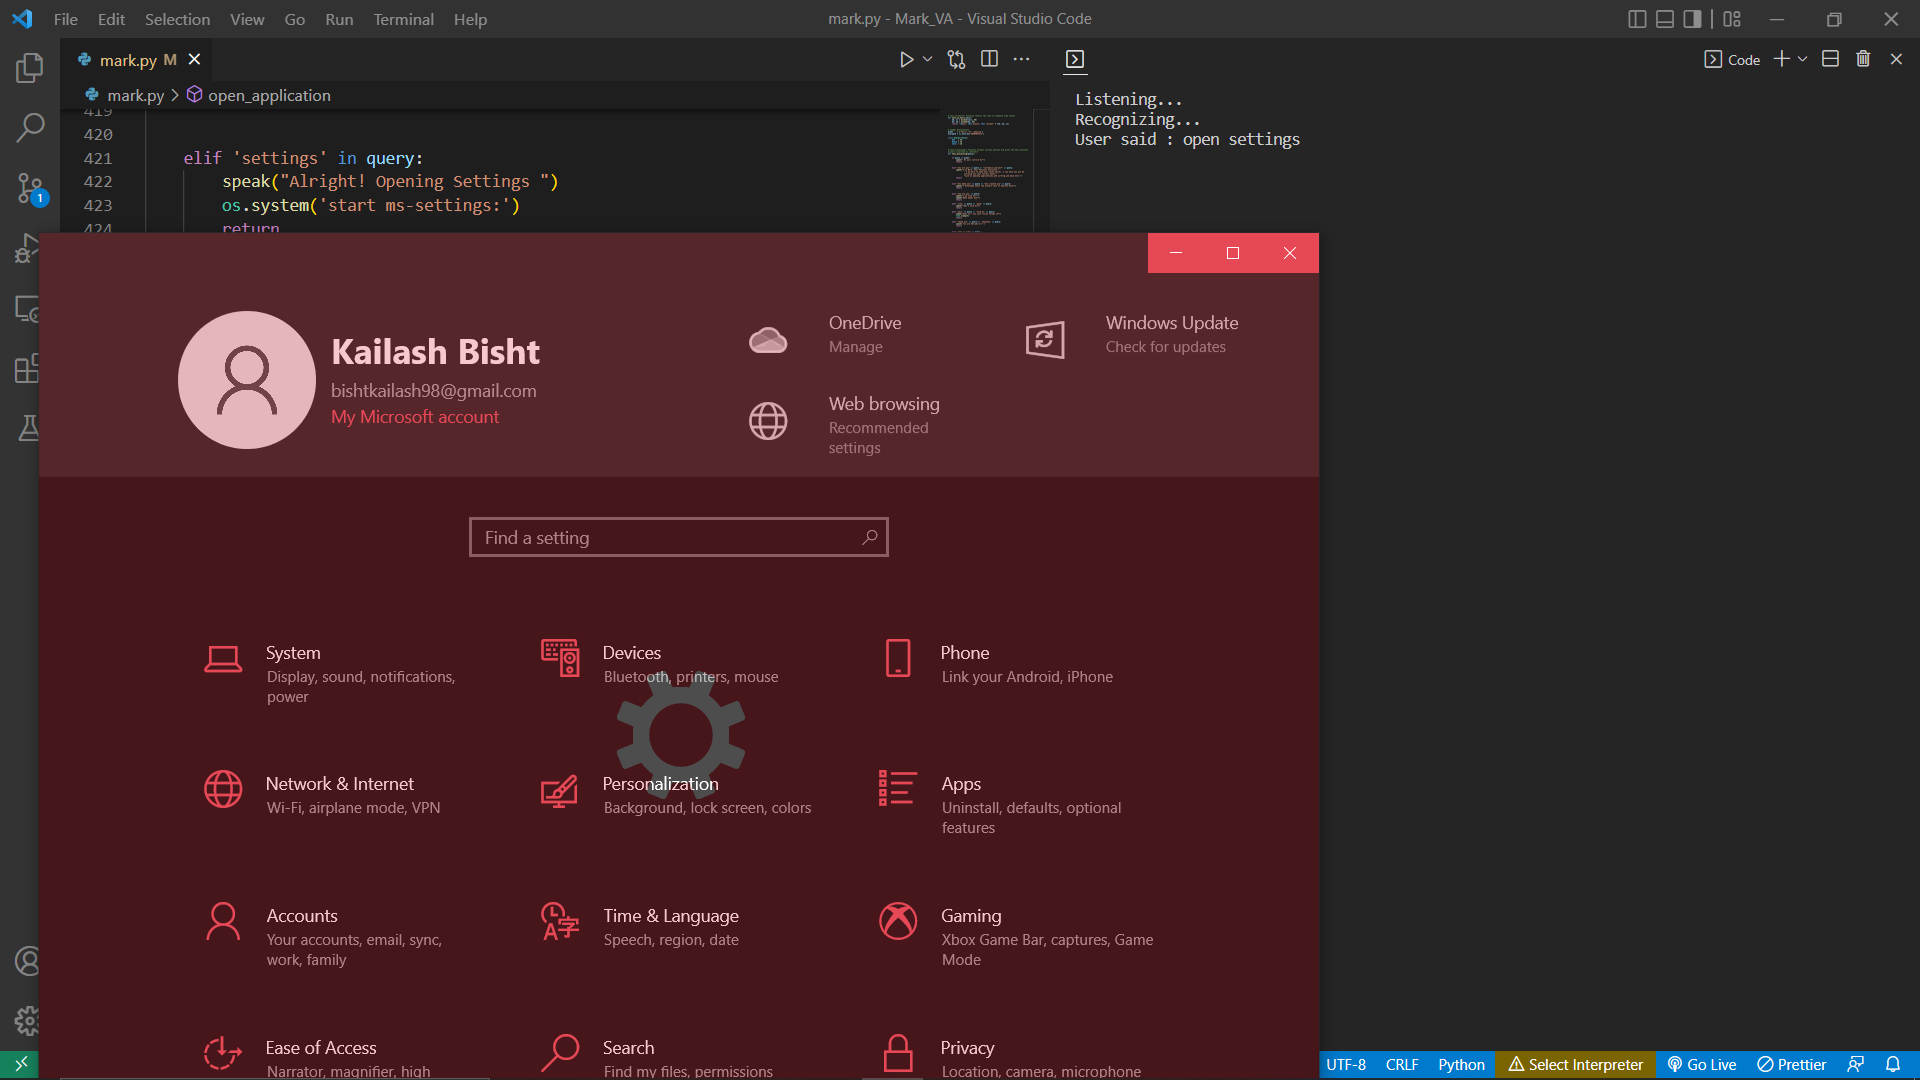 File Edit Selection View Go Run Terminal Help
mark.py - Mark_VA - Visual Studio Code
mark.py M
Code
mark.py > open_application
419
420
421 elif 'settings' in query:
422 speak("Alright! Opening Settings ")
423 os.system('start ms-settings:')
424 return
Listening...
Recognizing...
User said : open settings
1
Kailash Bisht
bishtkailash98@gmail.com
My Microsoft account
OneDrive
Manage
Windows Update
Check for updates
Web browsing
Recommended
settings
Find a setting
System
Display, sound, notifications,
power
Devices
Bluetooth, printers, mouse
Phone
Link your Android, iPhone
Network & Internet
Wi-Fi, airplane mode, VPN
Personalization
Background, lock screen, colors
Apps
Uninstall, defaults, optional
features
Accounts
Your accounts, email, sync,
work, family
Time & Language
Speech, region, date
Gaming
Xbox Game Bar, captures, Game
Mode
Ease of Access
Narrator, magnifier, high
Search
Find my files, permissions
Privacy
Location, camera, microphone
UTF-8 CRLF Python Select Interpreter Go Live Prettier